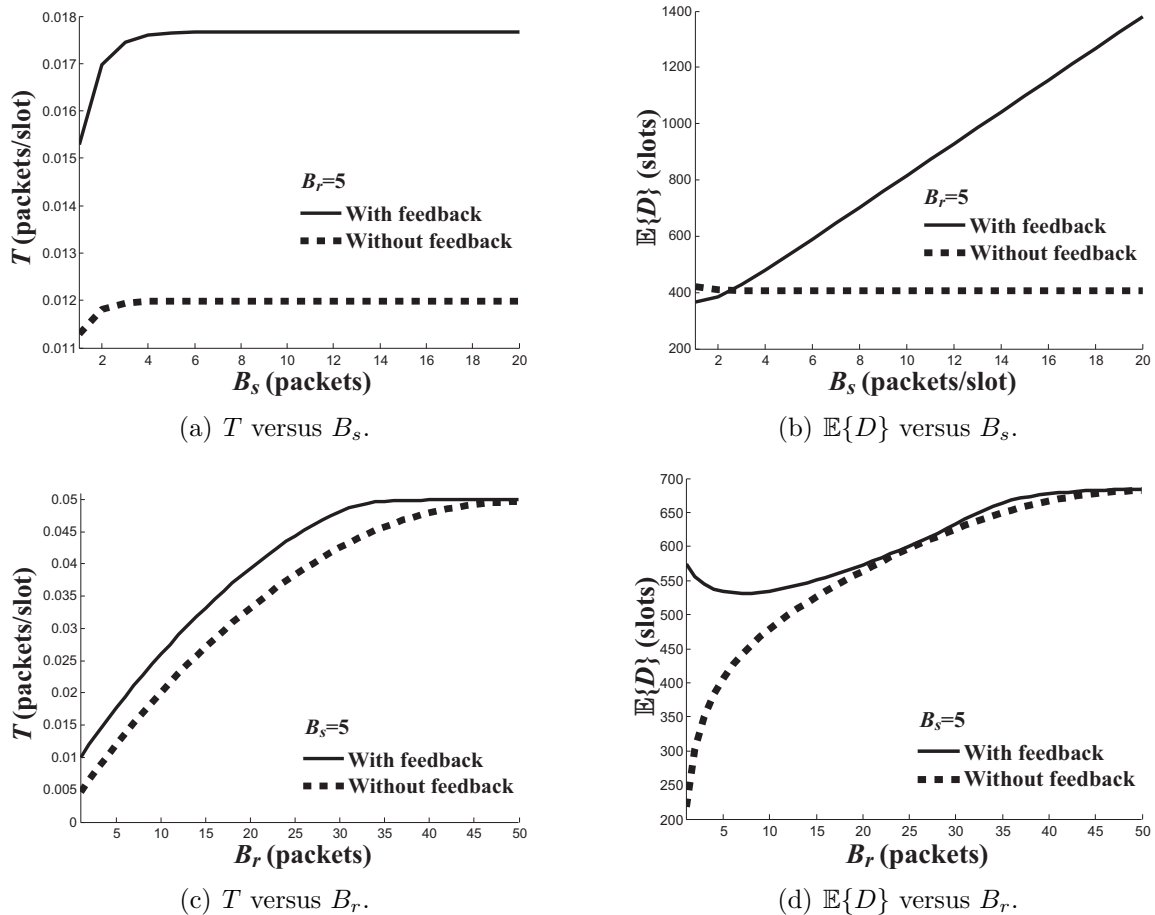 0.018
0.017
0.016
0.015
0.014
0.013
0.012
0.011
T (packets/slot)
B_r=5
With feedback
Without feedback
2 4 6 8 10 12 14 16 18 20
B_s (packets)
(a) T versus B_s.
1400
1200
1000
800
600
400
200
𝔼{D} (slots)
B_r=5
With feedback
Without feedback
2 4 6 8 10 12 14 16 18 20
B_s (packets/slot)
(b) 𝔼{D} versus B_s.
0.05
0.045
0.04
0.035
0.03
0.025
0.02
0.015
0.01
0.005
0
T (packets/slot)
B_s=5
With feedback
Without feedback
5 10 15 20 25 30 35 40 45 50
B_r (packets)
(c) T versus B_r.
700
650
600
550
500
450
400
350
300
250
200
𝔼{D} (slots)
B_s=5
With feedback
Without feedback
5 10 15 20 25 30 35 40 45 50
B_r (packets)
(d) 𝔼{D} versus B_r.